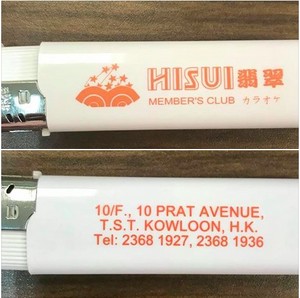 HISUI 翡翠
MEMBER'S CLUB カラオケ
10/F., 10 PRAT AVENUE,
T.S.T. KOWLOON, H.K.
Tel: 2368 1927, 2368 1936